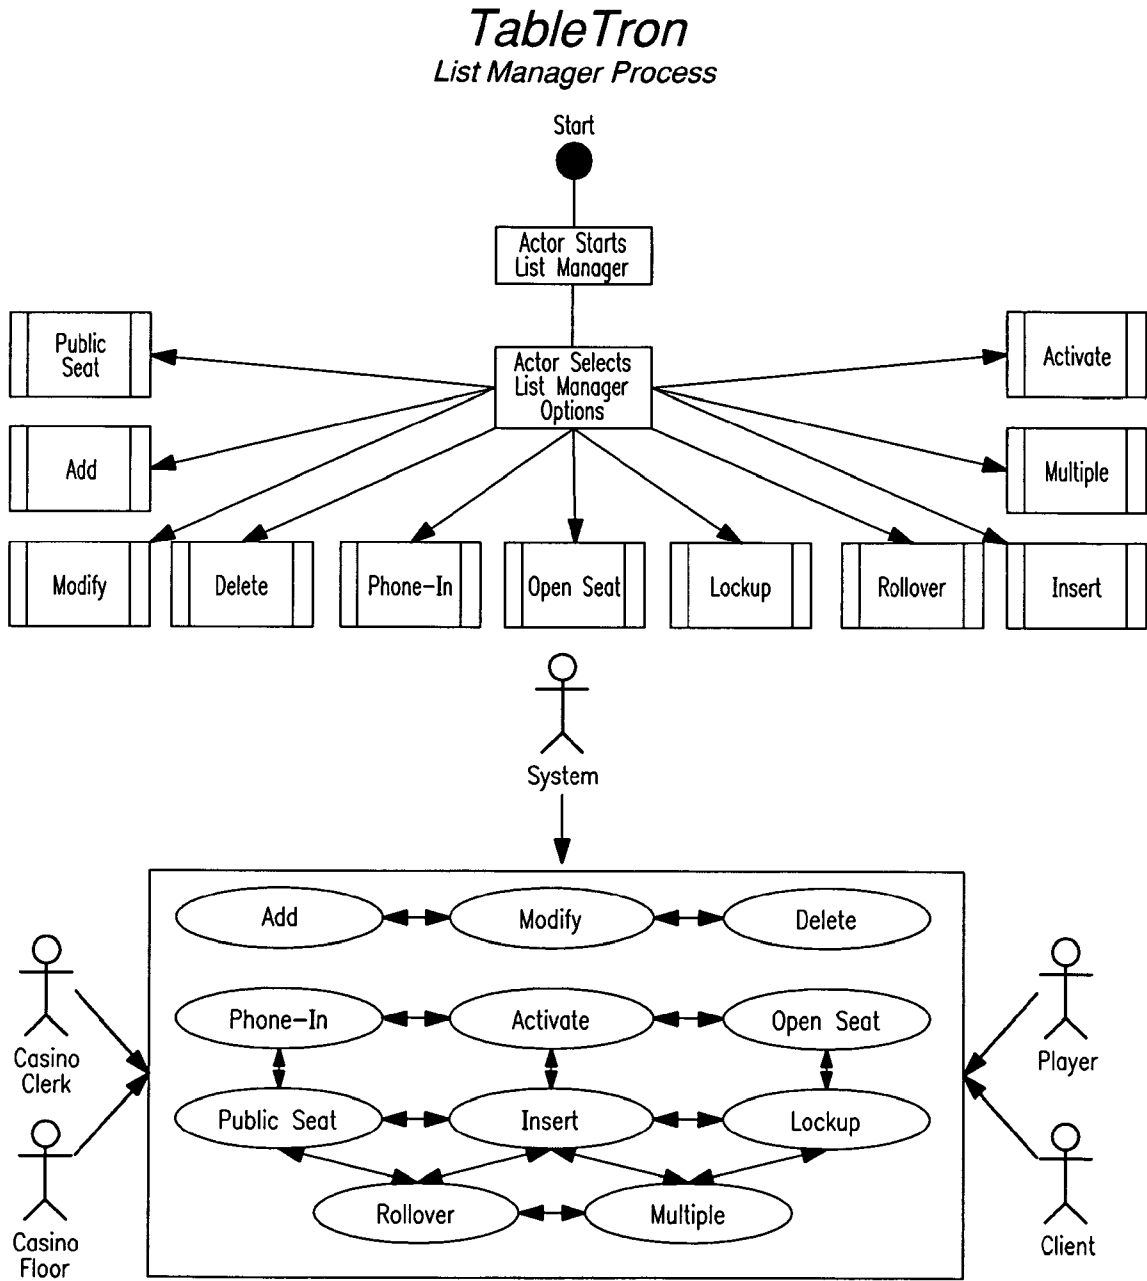 TableTron
List Manager Process
Start
Actor Starts
List Manager
Public
Seat
Actor Selects
List Manager
Options
Activate
Add
Multiple
Modify
Delete
Phone-In
Open Seat
Lockup
Rollover
Insert
System
Add
Modify
Delete
Phone-In
Activate
Open Seat
Casino
Clerk
Player
Public Seat
Insert
Lockup
Rollover
Multiple
Casino
Floor
Client